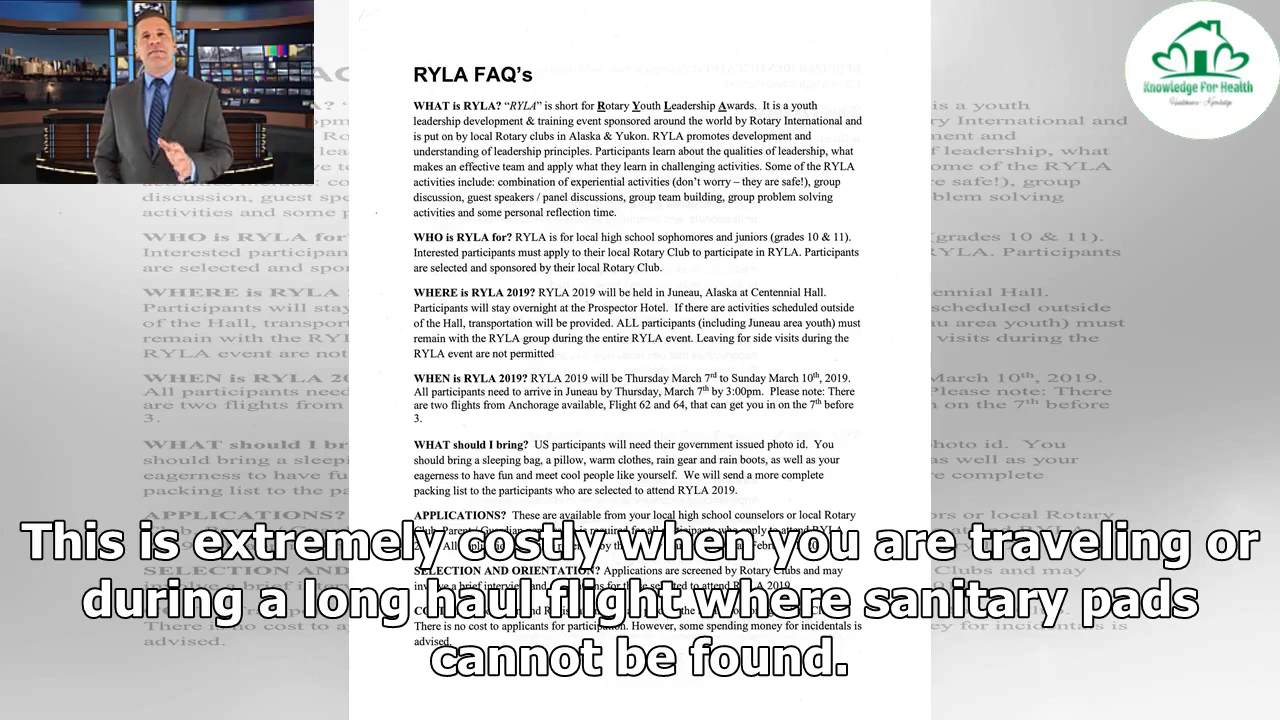 RYLA FAQ's
WHAT is RYLA? "RYLA" is short for Rotary Youth Leadership Awards. It is a youth
leadership development & training event sponsored around the world by Rotary International and
is put on by local Rotary clubs in Alaska & Yukon. RYLA promotes development and
understanding of leadership principles. Participants learn about the qualities of leadership, what
makes an effective team and apply what they learn in challenging activities. Some of the RYLA
activities include: combination of experiential activities (don't worry – they are safe!), group
discussion, guest speakers / panel discussions, group team building, group problem solving
activities and some personal reflection time.
WHO is RYLA for? RYLA is for local high school sophomores and juniors (grades 10 & 11).
Interested participants must apply to their local Rotary Club to participate in RYLA. Participants
are selected and sponsored by their local Rotary Club.
WHERE is RYLA 2019? RYLA 2019 will be held in Juneau, Alaska at Centennial Hall.
Participants will stay overnight at the Prospector Hotel. If there are activities scheduled outside
of the Hall, transportation will be provided. ALL participants (including Juneau area youth) must
remain with the RYLA group during the entire RYLA event. Leaving for side visits during the
RYLA event are not permitted
WHEN is RYLA 2019? RYLA 2019 will be Thursday March 7rd to Sunday March 10th, 2019.
All participants need to arrive in Juneau by Thursday, March 7th by 3:00pm. Please note: There
are two flights from Anchorage available, Flight 62 and 64, that can get you in on the 7th before
3.
WHAT should I bring? US participants will need their government issued photo id. You
should bring a sleeping bag, a pillow, warm clothes, rain gear and rain boots, as well as your
eagerness to have fun and meet cool people like yourself. We will send a more complete
packing list to the participants who are selected to attend RYLA 2019.
APPLICATIONS? These are available from your local high school counselors or local Rotary
SELECTION AND ORIENTATION? Applications are screened by Rotary Clubs and may
There is no cost to applicants for participation. However, some spending money for incidentals is
advised.
This is extremely costly when you are traveling or
during a long haul flight where sanitary pads
cannot be found.
Knowledge For Health
Healthcare - Knowledge